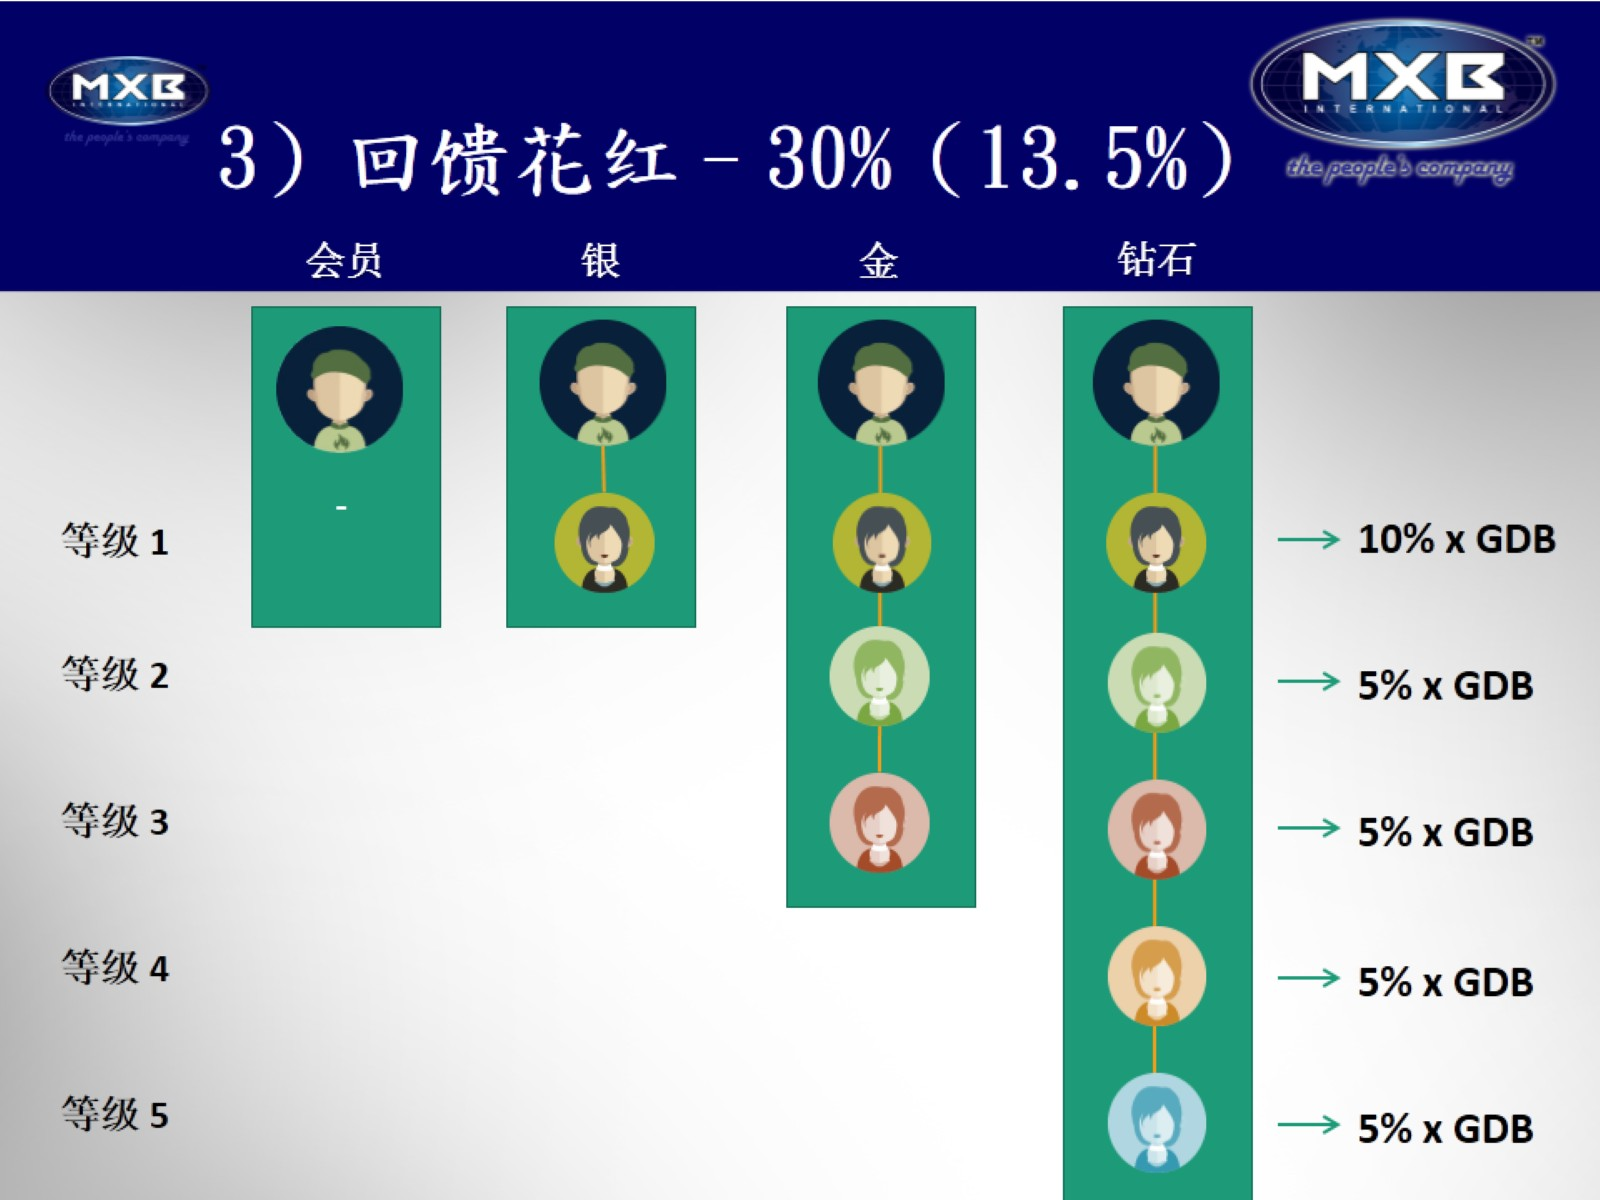 MXB
INTERNATIONAL
the people's company
MXB
TM
INTERNATIONAL
the people's company
3）回馈花红 – 30%（13.5%）
会员 银 金 钻石
-
等级 1 10% x GDB
等级 2 5% x GDB
等级 3 5% x GDB
等级 4 5% x GDB
等级 5 5% x GDB